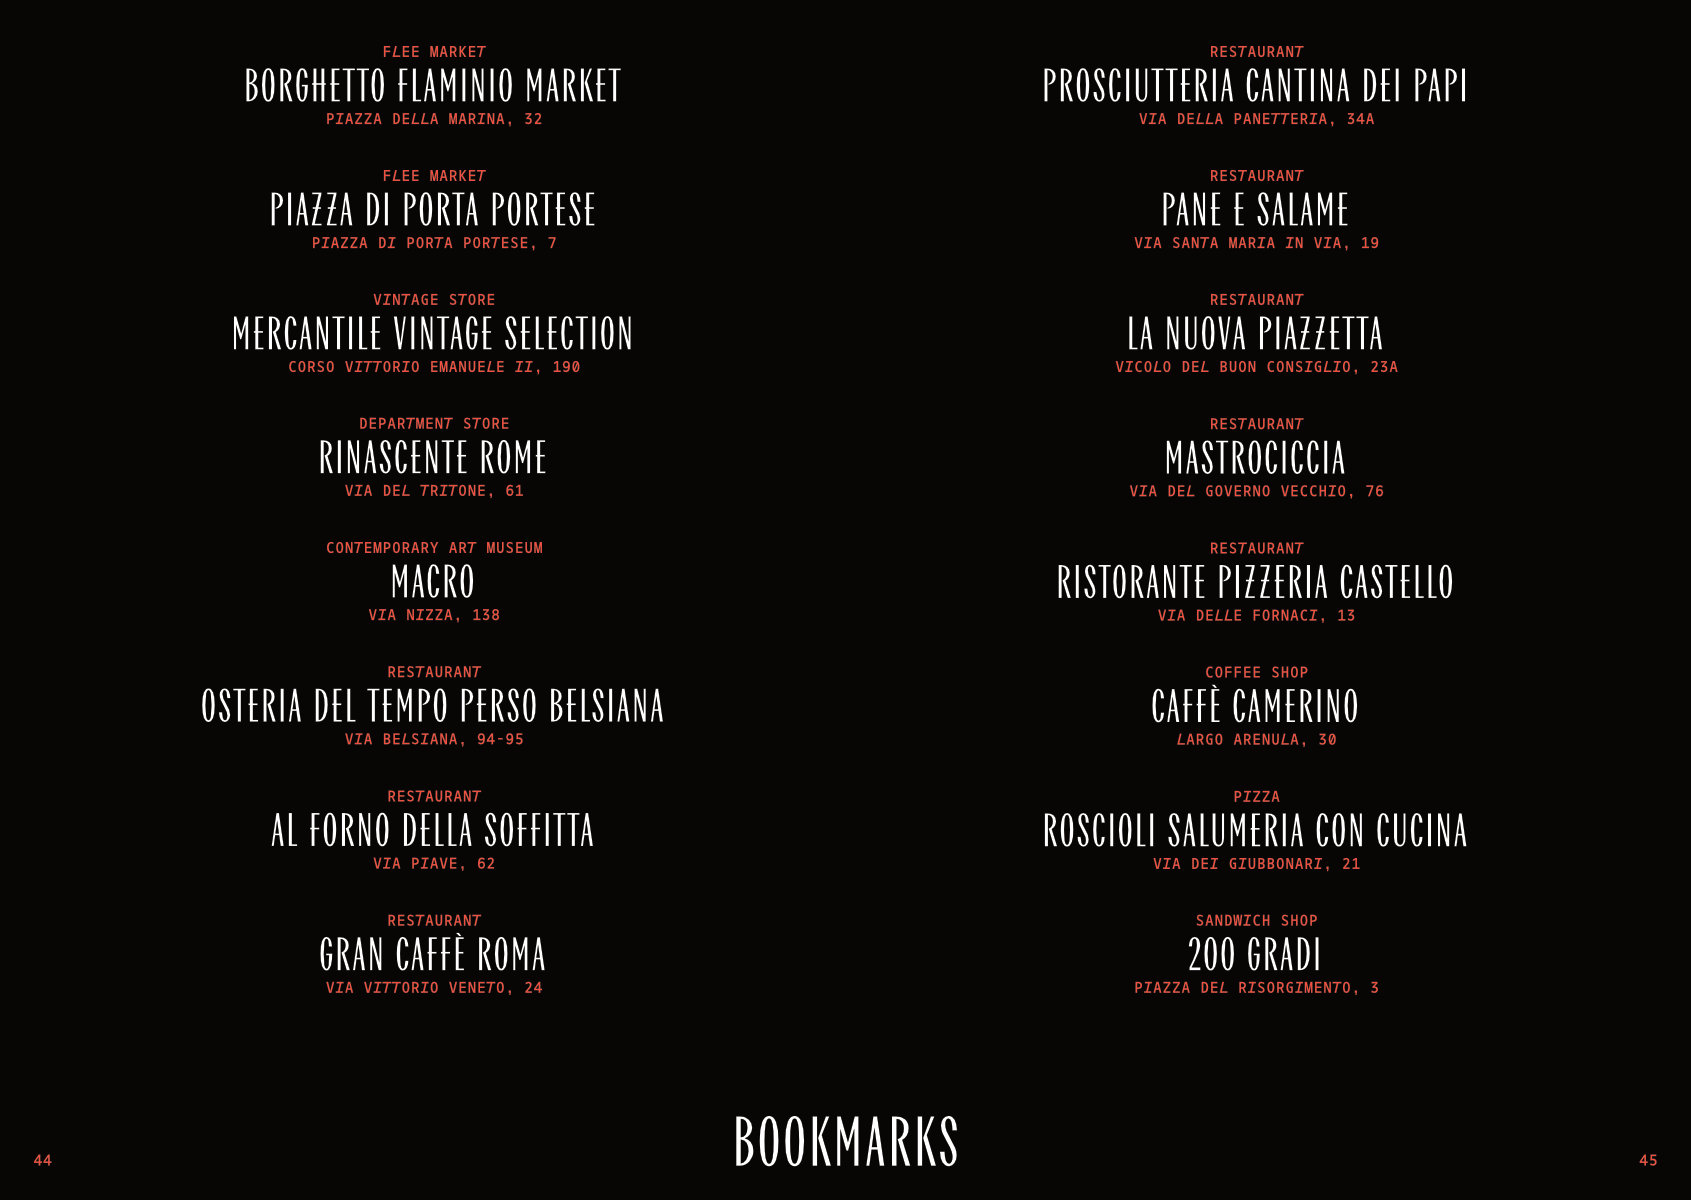 FLEE MARKET
BORGHETTO FLAMINIO MARKET
PIAZZA DELLA MARINA, 32
FLEE MARKET
PIAZZA DI PORTA PORTESE
PIAZZA DI PORTA PORTESE, 7
VINTAGE STORE
MERCANTILE VINTAGE SELECTION
CORSO VITTORIO EMANUELE II, 190
DEPARTMENT STORE
RINASCENTE ROME
VIA DEL TRITONE, 61
CONTEMPORARY ART MUSEUM
MACRO
VIA NIZZA, 138
RESTAURANT
OSTERIA DEL TEMPO PERSO BELSIANA
VIA BELSIANA, 94-95
RESTAURANT
AL FORNO DELLA SOFFITTA
VIA PIAVE, 62
RESTAURANT
GRAN CAFFÈ ROMA
VIA VITTORIO VENETO, 24
RESTAURANT
PROSCIUTTERIA CANTINA DEI PAPI
VIA DELLA PANETTERIA, 34A
RESTAURANT
PANE E SALAME
VIA SANTA MARIA IN VIA, 19
RESTAURANT
LA NUOVA PIAZZETTA
VICOLO DEL BUON CONSIGLIO, 23A
RESTAURANT
MASTROCICCIA
VIA DEL GOVERNO VECCHIO, 76
RESTAURANT
RISTORANTE PIZZERIA CASTELLO
VIA DELLE FORNACI, 13
COFFEE SHOP
CAFFÈ CAMERINO
LARGO ARENULA, 30
PIZZA
ROSCIOLI SALUMERIA CON CUCINA
VIA DEI GIUBBONARI, 21
SANDWICH SHOP
200 GRADI
PIAZZA DEL RISORGIMENTO, 3
BOOKMARKS
44
45